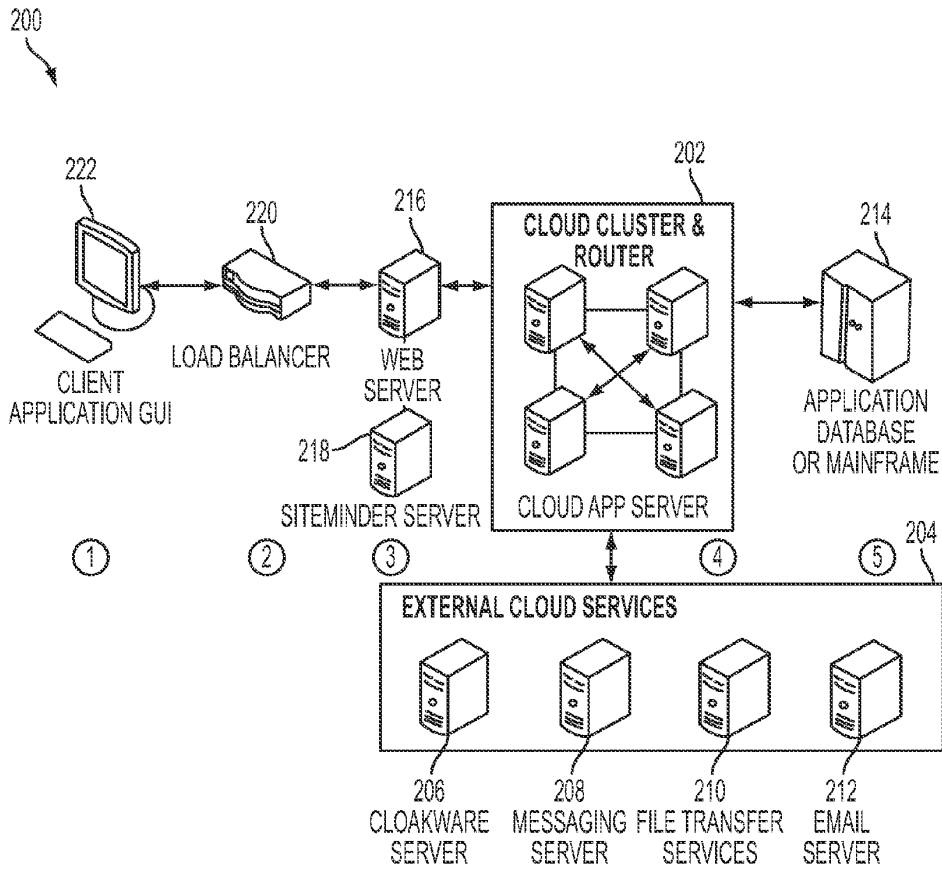 200
222
220
216
202
214
CLOUD CLUSTER &
ROUTER
LOAD BALANCER
WEB
SERVER
CLIENT
APPLICATION GUI
218
SITEMINDER SERVER
CLOUD APP SERVER
APPLICATION
DATABASE
OR MAINFRAME
1
2
3
4
5
204
EXTERNAL CLOUD SERVICES
206
CLOAKWARE
SERVER
208
MESSAGING
SERVER
210
FILE TRANSFER
SERVICES
212
EMAIL
SERVER